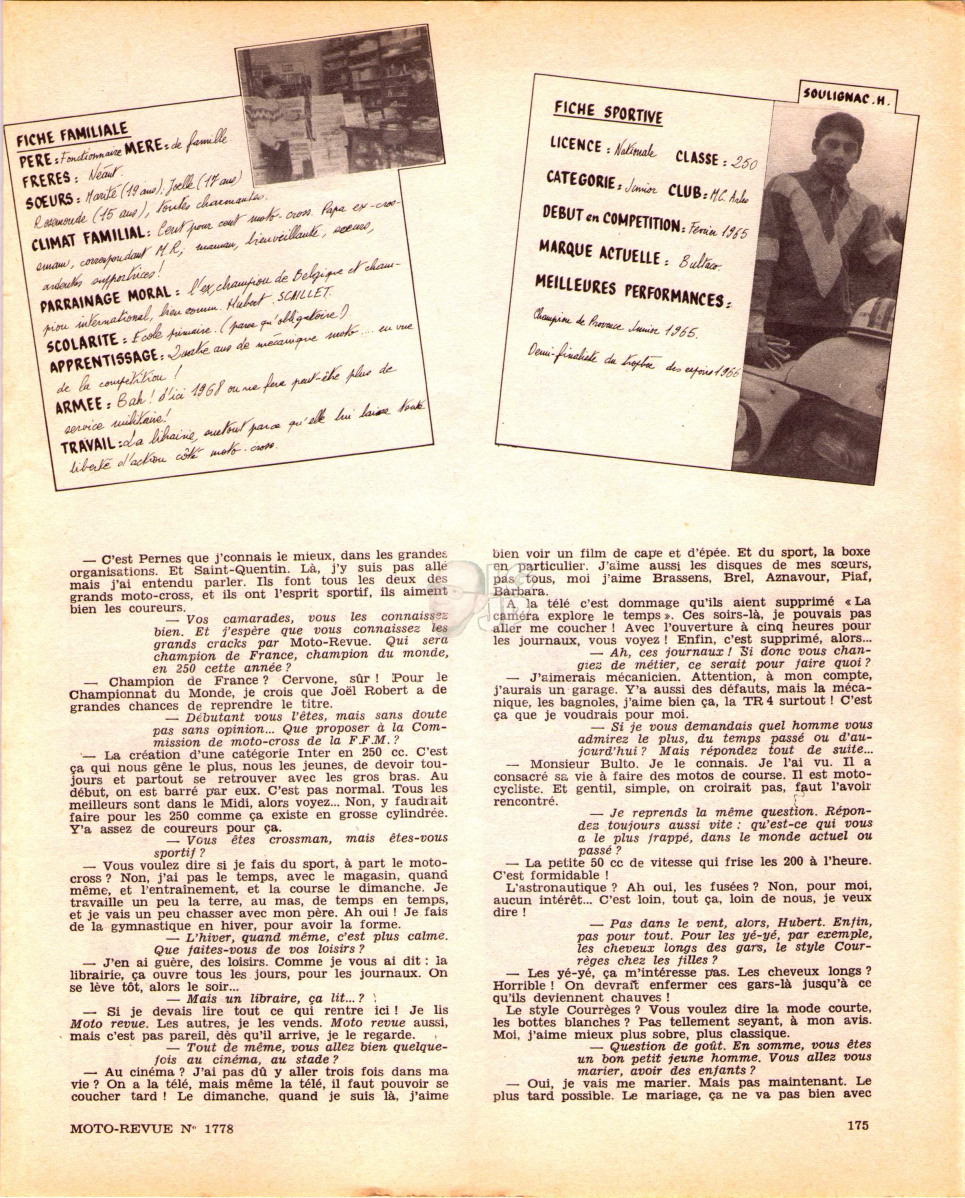 FICHE FAMILIALE
PERE : Fonctionnaire MERE : de famille
FRERES : Néant.
SŒURS : Marité (19 ans), Joelle (17 ans)
(15 ans), toutes charmantes.
CLIMAT FAMILIAL : Cent pour cent moto-cross. Papa ex-cros-
sman, correspondant M.R., maman, bienveillante, sœurs,
ardentes supportrices !
PARRAINAGE MORAL : l'ex champion de Belgique et cham-
pion international, bien connu. Hubert. SCAILLET.
SCOLARITE : Ecole primaire. (parce qu'obligatoire !)
APPRENTISSAGE : Quatre ans de mécanique moto.... en vue
de la compétition !
ARMEE : Bah ! d'ici 1968 on ne fera peut-être plus de
service militaire !
TRAVAIL : La librairie, surtout parce qu'elle lui laisse toute
liberté d'action côté moto-cross.
SOULIGNAC . H.
FICHE SPORTIVE
LICENCE : Nationale CLASSE : 250
CATEGORIE : Junior CLUB : M.C. Arles
DEBUT en COMPETITION : Février 1965
MARQUE ACTUELLE : Bultaco
MEILLEURES PERFORMANCES :
Champion de Provence Junior 1965.
Demi-finaliste du trophée des espoirs 1966
— C'est Pernes que j'connais le mieux, dans les grandes
organisations. Et Saint-Quentin. Là, j'y suis pas allé
mais j'ai entendu parler. Ils font tous les deux des
grands moto-cross, et ils ont l'esprit sportif, ils aiment
bien les coureurs.
— Vos camarades, vous les connaissez
bien. Et j'espère que vous connaissez les
grands cracks par Moto-Revue. Qui sera
champion de France, champion du monde,
en 250 cette année ?
— Champion de France ? Cervone, sûr ! Pour le
Championnat du Monde, je crois que Joël Robert a de
grandes chances de reprendre le titre.
— Débutant vous l'êtes, mais sans doute
pas sans opinion... Que proposer à la Com-
mission de moto-cross de la F.F.M. ?
— La création d'une catégorie Inter en 250 cc. C'est
ça qui nous gêne le plus, nous les jeunes, de devoir tou-
jours et partout se retrouver avec les gros bras. Au
début, on est barré par eux. C'est pas normal. Tous les
meilleurs sont dans le Midi, alors voyez... Non, y faudrait
faire pour les 250 comme ça existe en grosse cylindrée.
Y'a assez de coureurs pour ça.
— Vous êtes crossman, mais êtes-vous
sportif ?
— Vous voulez dire si je fais du sport, à part le moto-
cross ? Non, j'ai pas le temps, avec le magasin, quand
même, et l'entraînement, et la course le dimanche. Je
travaille un peu la terre, au mas, de temps en temps,
et je vais un peu chasser avec mon père. Ah oui ! Je fais
de la gymnastique en hiver, pour avoir la forme.
— L'hiver, quand même, c'est plus calme.
Que faites-vous de vos loisirs ?
— J'en ai guère, des loisirs. Comme je vous ai dit : la
librairie, ça ouvre tous les jours, pour les journaux. On
se lève tôt, alors le soir...
— Mais un libraire, ça lit...?
— Si je devais lire tout ce qui rentre ici ! Je lis
Moto revue. Les autres, je les vends. Moto revue aussi,
mais c'est pas pareil, dès qu'il arrive, je le regarde.
— Tout de même, vous allez bien quelque-
fois au cinéma, au stade ?
— Au cinéma ? J'ai pas dû y aller trois fois dans ma
vie ? On a la télé, mais même la télé, il faut pouvoir se
coucher tard ! Le dimanche, quand je suis là, j'aime
MOTO-REVUE N° 1778
bien voir un film de cape et d'épée. Et du sport, la boxe
en particulier. J'aime aussi les disques de mes sœurs,
pas tous, moi j'aime Brassens, Brel, Aznavour, Piaf,
Barbara.
A la télé c'est dommage qu'ils aient supprimé « La
caméra explore le temps ». Ces soirs-là, je pouvais pas
aller me coucher ! Avec l'ouverture à cinq heures pour
les journaux, vous voyez ! Enfin, c'est supprimé, alors...
— Ah, ces journaux ! Si donc vous chan-
giez de métier, ce serait pour faire quoi ?
— J'aimerais mécanicien. Attention, à mon compte,
j'aurais un garage. Y'a aussi des défauts, mais la méca-
nique, les bagnoles, j'aime bien ça, la TR 4 surtout ! C'est
ça que je voudrais pour moi.
— Si je vous demandais quel homme vous
admirez le plus, du temps passé ou d'au-
jourd'hui ? Mais répondez tout de suite...
— Monsieur Bulto. Je le connais. Je l'ai vu. Il a
consacré sa vie à faire des motos de course. Il est moto-
cycliste. Et gentil, simple, on croirait pas, faut l'avoir
rencontré.
— Je reprends la même question. Répon-
dez toujours aussi vite : qu'est-ce qui vous
a le plus frappé, dans le monde actuel ou
passé ?
— La petite 50 cc de vitesse qui frise les 200 à l'heure.
C'est formidable !
L'astronautique ? Ah oui, les fusées ? Non, pour moi,
aucun intérêt... C'est loin, tout ça, loin de nous, je veux
dire !
— Pas dans le vent, alors, Hubert. Enfin,
pas pour tout. Pour les yé-yé, par exemple,
les cheveux longs des gars, le style Cour-
règes chez les filles ?
— Les yé-yé, ça m'intéresse pas. Les cheveux longs ?
Horrible ! On devraît enfermer ces gars-là jusqu'à ce
qu'ils deviennent chauves !
Le style Courrèges ? Vous voulez dire la mode courte,
les bottes blanches ? Pas tellement seyant, à mon avis.
Moi, j'aime mieux plus sobre, plus classique.
— Question de goût. En somme, vous êtes
un bon petit jeune homme. Vous allez vous
marier, avoir des enfants ?
— Oui, je vais me marier. Mais pas maintenant. Le
plus tard possible. Le mariage, ça ne va pas bien avec
175